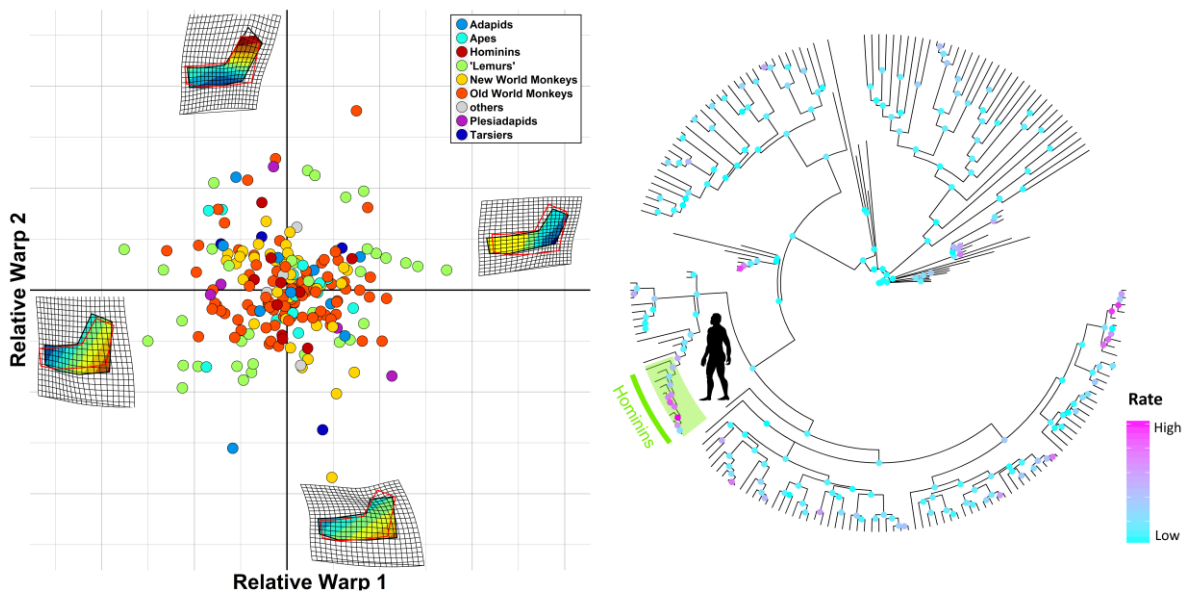 Adapids
Apes
Hominins
'Lemurs'
New World Monkeys
Old World Monkeys
others
Plesiadapids
Tarsiers
Relative Warp 2
Relative Warp 1
Hominins
Rate
High
Low